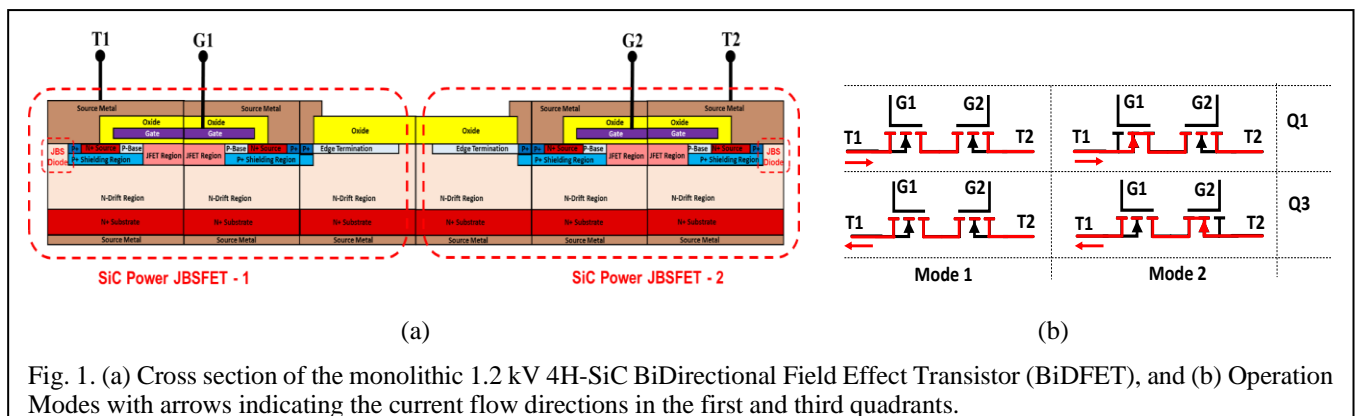 T1 G1 G2 T2
Source Metal Source Metal Source Metal Source Metal
Oxide Oxide Oxide Oxide Oxide Oxide
Gate Gate Gate Gate
JBS Diode P+ N+ Source P-Base JFET Region JFET Region P-Base N+ Source P+ P+ Edge Termination Edge Termination P+ P+ N+ Source P-Base JFET Region JFET Region P-Base N+ Source P+ JBS Diode
P+ Shielding Region P+ Shielding Region P+ Shielding Region P+ Shielding Region
N-Drift Region N-Drift Region N-Drift Region N-Drift Region N-Drift Region N-Drift Region
N+ Substrate N+ Substrate N+ Substrate N+ Substrate N+ Substrate N+ Substrate
Source Metal Source Metal Source Metal Source Metal Source Metal Source Metal
SiC Power JBSFET - 1 SiC Power JBSFET - 2
(a)
G1 G2 G1 G2 Q1
T1 T2 T1 T2
G1 G2 G1 G2 Q3
T1 T2 T1 T2
Mode 1 Mode 2
(b)
Fig. 1. (a) Cross section of the monolithic 1.2 kV 4H-SiC BiDirectional Field Effect Transistor (BiDFET), and (b) Operation
Modes with arrows indicating the current flow directions in the first and third quadrants.